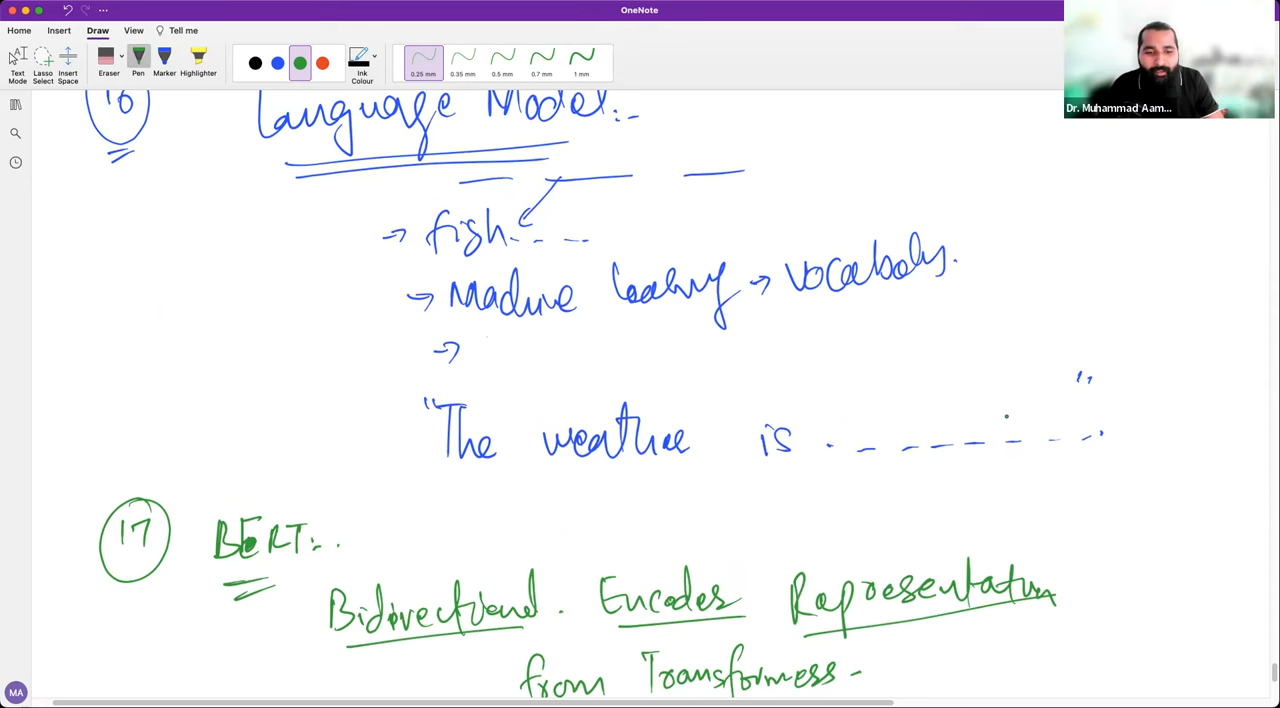 OneNote
Home Insert Draw View Tell me
Text Mode Lasso Select Insert Space Eraser Pen Marker Highlighter Ink Colour 0.25 mm 0.35 mm 0.5 mm 0.7 mm 1 mm
Dr. Muhammad Aam...
16 Language Model:-
→ fish
→ Machine →
→
"The weather is "
17 BERT:.
Bidirectional. Encoder Representation
from Transformers -
MA